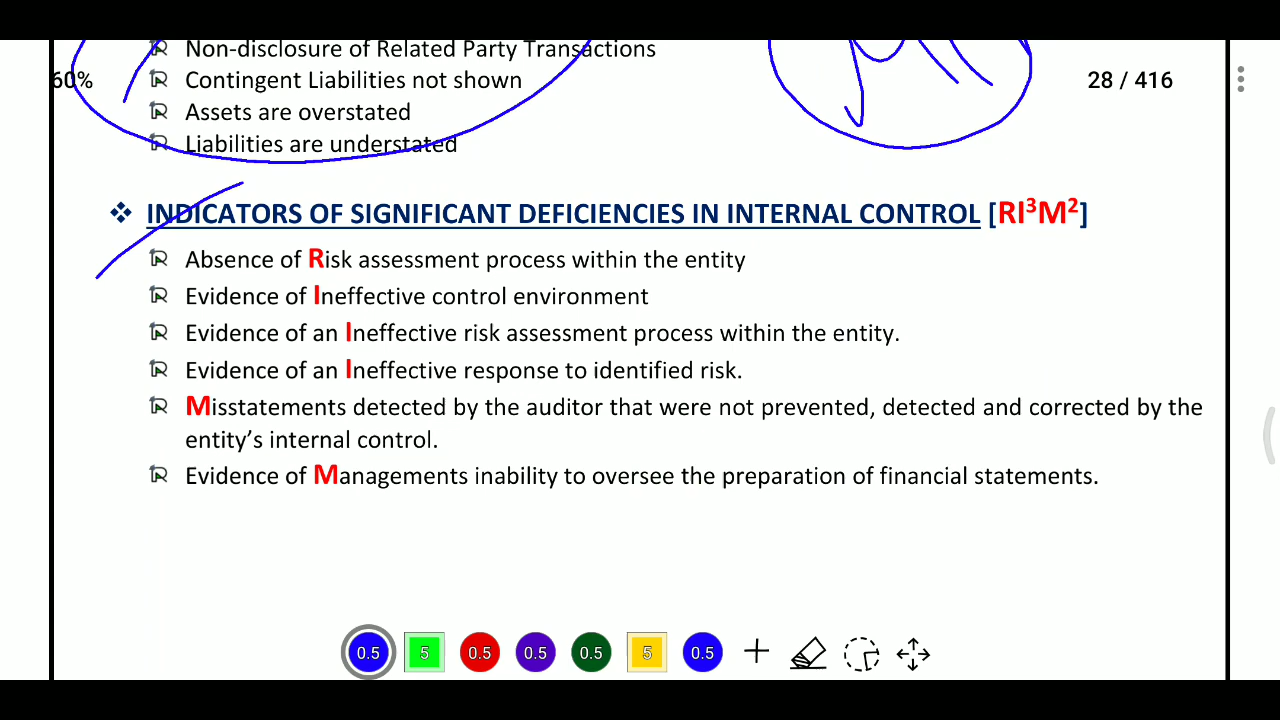 Non-disclosure of Related Party Transactions
60%
Contingent Liabilities not shown
28 / 416
Assets are overstated
Liabilities are understated
INDICATORS OF SIGNIFICANT DEFICIENCIES IN INTERNAL CONTROL [RI³M²]
Absence of Risk assessment process within the entity
Evidence of Ineffective control environment
Evidence of an Ineffective risk assessment process within the entity.
Evidence of an Ineffective response to identified risk.
Misstatements detected by the auditor that were not prevented, detected and corrected by the
entity’s internal control.
Evidence of Managements inability to oversee the preparation of financial statements.
0.5 5 0.5 0.5 0.5 5 0.5